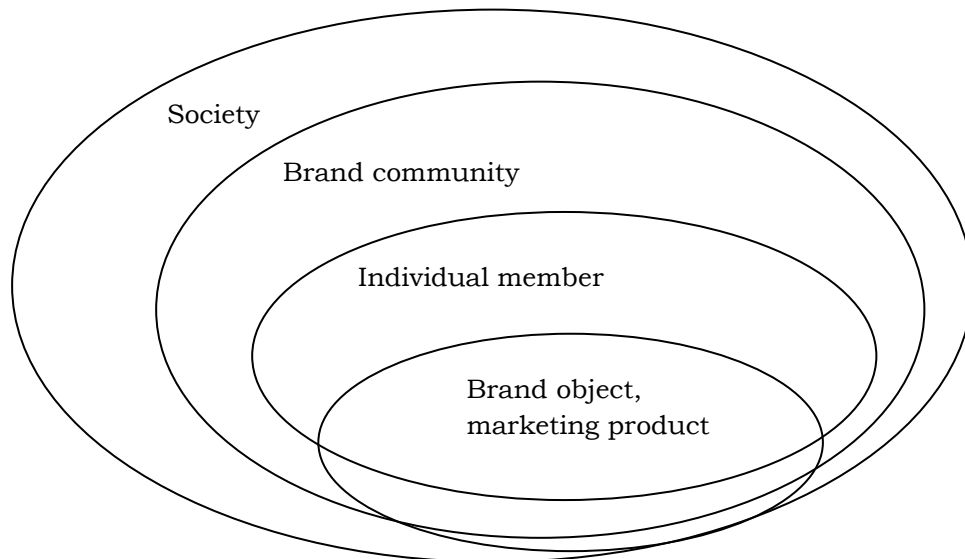 Society
Brand community
Individual member
Brand object,
marketing product